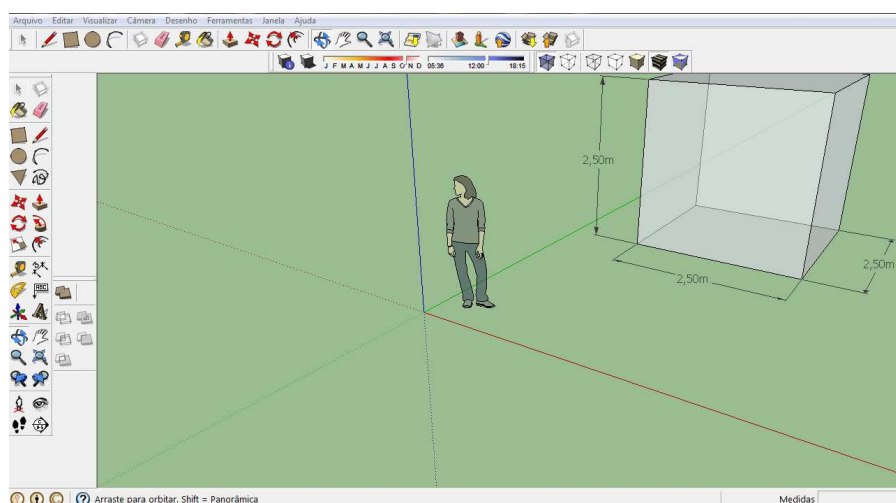 Arquivo Editar Visualizar Câmera Desenho Ferramentas Janela Ajuda
J F M A M J J A S O N D 05:36 12:00 18:15
2,50m
2,50m
2,50m
ABC
Arraste para orbitar. Shift = Panorâmica Medidas